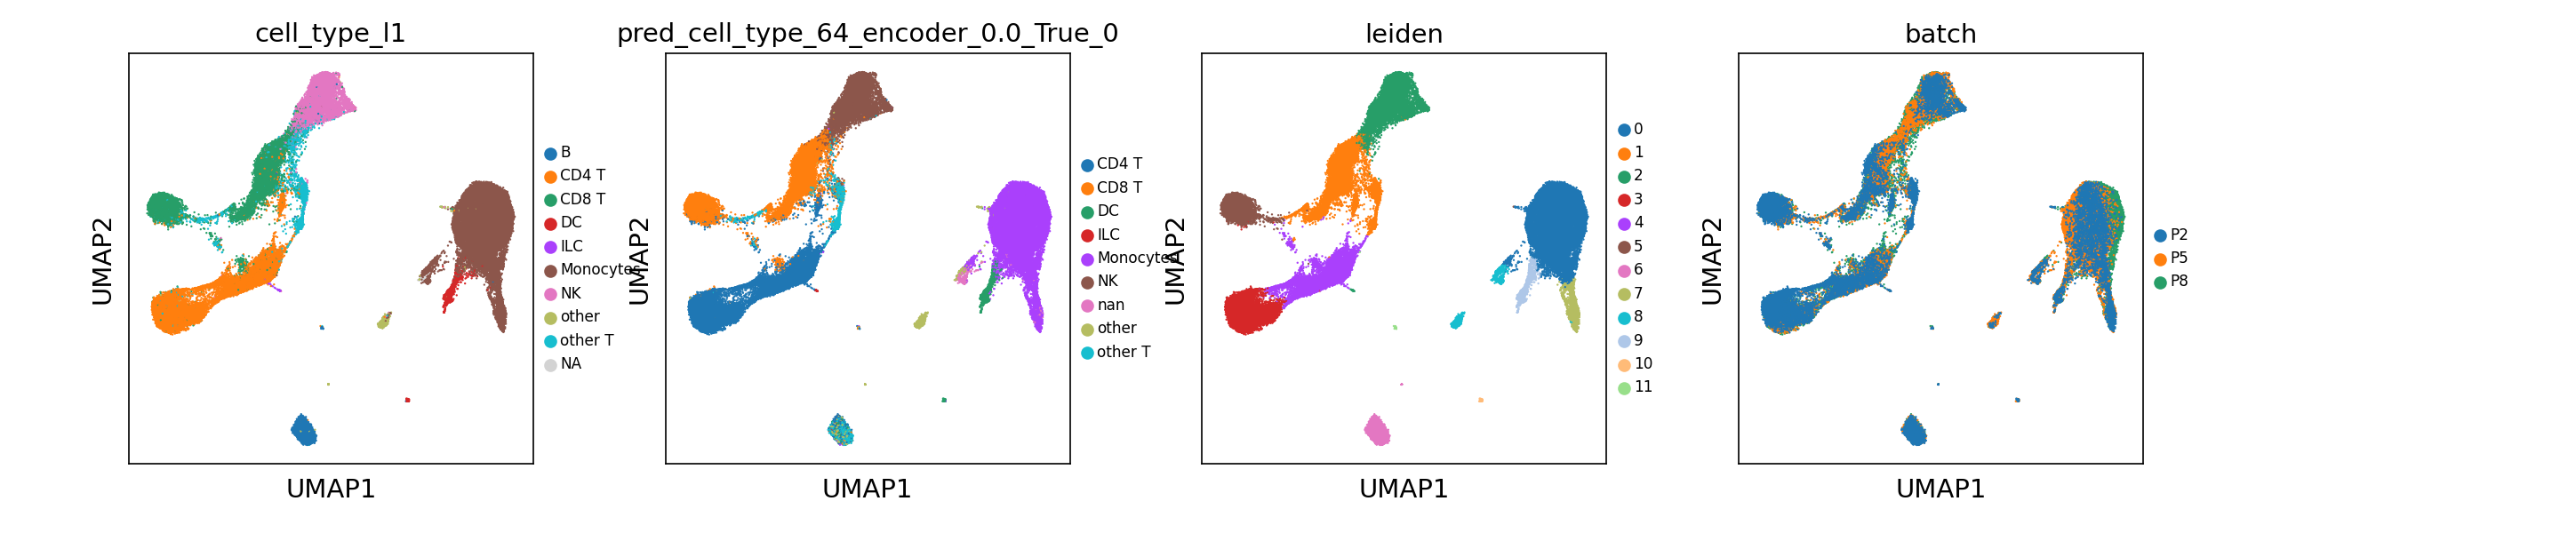 cell_type_l1
UMAP2
UMAP1
B
CD4 T
CD8 T
DC
ILC
Monocytes
NK
other
other T
NA
pred_cell_type_64_encoder_0.0_True_0
UMAP2
UMAP1
CD4 T
CD8 T
DC
ILC
Monocytes
NK
nan
other
other T
leiden
UMAP2
UMAP1
0
1
2
3
4
5
6
7
8
9
10
11
batch
UMAP2
UMAP1
P2
P5
P8